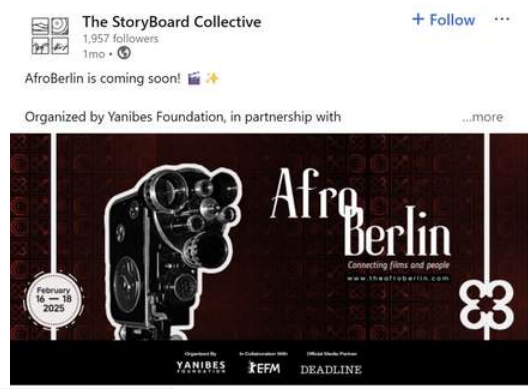 The StoryBoard Collective
+ Follow ...
1,957 followers
1mo •
AfroBerlin is coming soon!
Organized by Yanibes Foundation, in partnership with
...more
Afro
Berlin
Connecting films and people
www.theafroberlin.com
February
16 — 18
2025
Organised By
YANIBES
FOUNDATION
In Collaboration With
EFM
Official Media Partner
DEADLINE